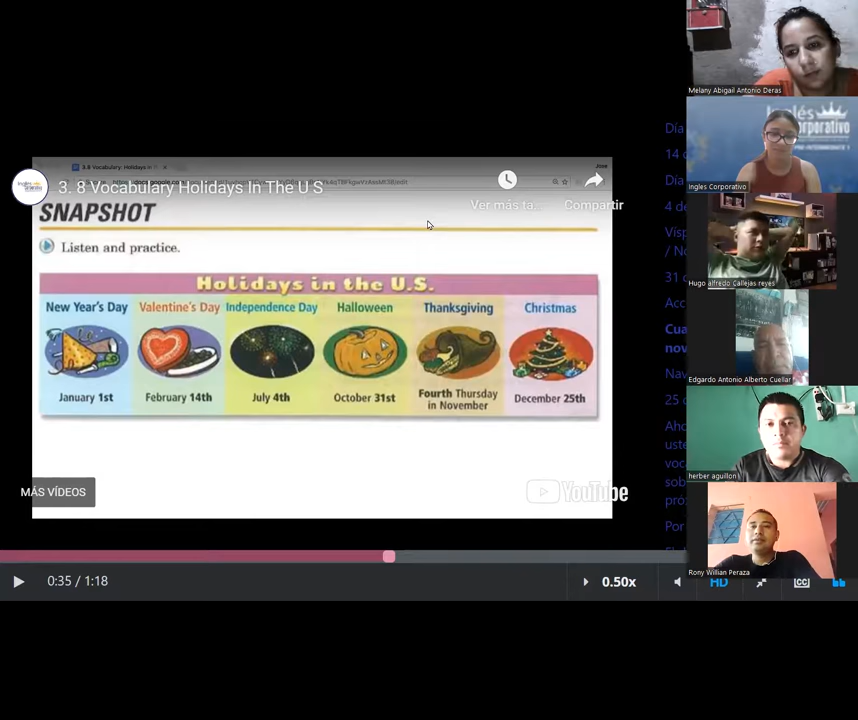 3. 8 Vocabulary Holidays In The U S
Ver más ta...
Compartir
SNAPSHOT
Listen and practice.
Holidays in the U.S.
New Year's Day
Valentine's Day
Independence Day
Halloween
Thanksgiving
Christmas
January 1st
February 14th
July 4th
October 31st
Fourth Thursday
in November
December 25th
MÁS VÍDEOS
YouTube
0:35 / 1:18
0.50x
HD
CC
Día
14 d
Día
4 de
Vísp
/ No
31 d
Acc
Cua
nov
Nav
25 d
Aho
uste
voc
sob
pró
Por
Melany Abigail Antonio Deras
Inglés
Corporativo
Ingles Corporativo
Hugo alfredo Callejas reyes
Edgardo Antonio Alberto Cuellar
herber aguillon
Rony Willian Peraza